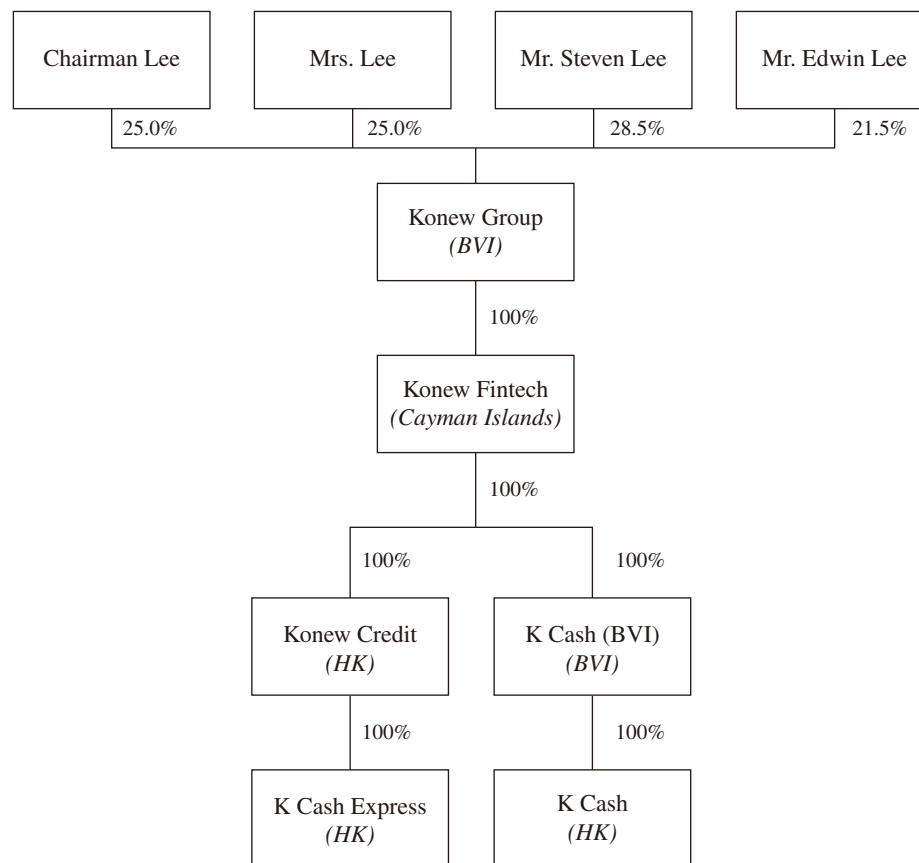 Chairman Lee
Mrs. Lee
Mr. Steven Lee
Mr. Edwin Lee
25.0%
25.0%
28.5%
21.5%
Konew Group
(BVI)
100%
Konew Fintech
(Cayman Islands)
100%
100%
100%
Konew Credit
(HK)
K Cash (BVI)
(BVI)
100%
100%
K Cash Express
(HK)
K Cash
(HK)